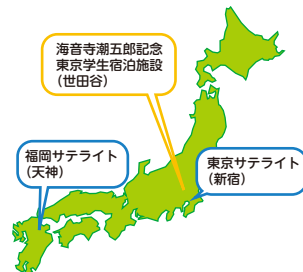 海音寺潮五郎記念
東京学生宿泊施設
(世田谷)
福岡サテライト
(天神)
東京サテライト
(新宿)